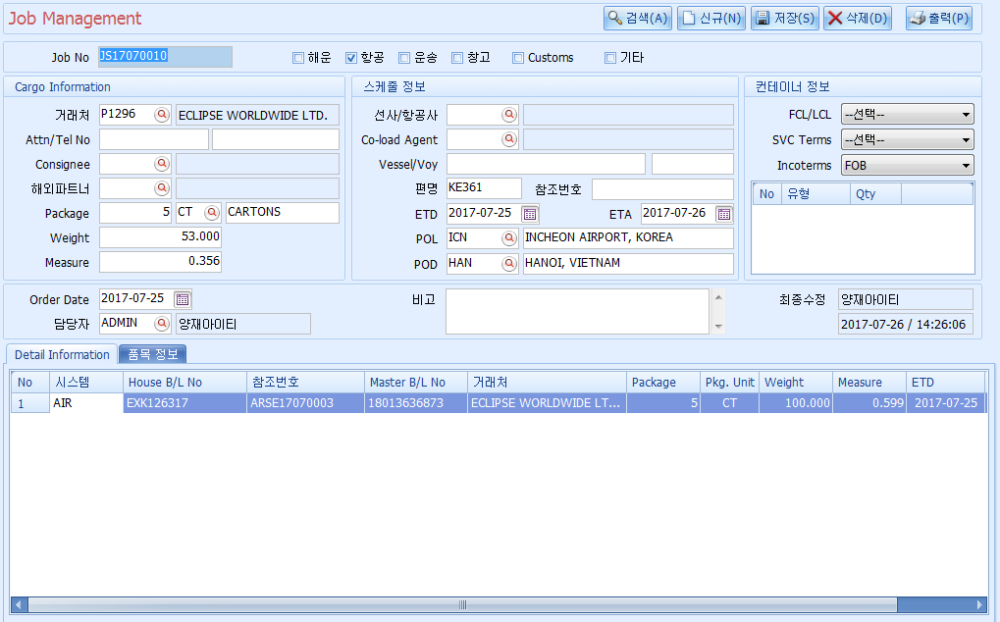 Job Management 검색(A) 신규(N) 저장(S) 삭제(D) 출력(P)
Job No JS17070010 해운 항공 운송 창고 Customs 기타
Cargo Information 스케줄 정보 컨테이너 정보
거래처 P1296 ECLIPSE WORLDWIDE LTD. 선사/항공사 FCL/LCL --선택--
Attn/Tel No Co-load Agent SVC Terms --선택--
Consignee Vessel/Voy Incoterms FOB
해외파트너 편명 KE361 참조번호 No 유형 Qty
Package 5 CT CARTONS ETD 2017-07-25 ETA 2017-07-26
Weight 53.000 POL ICN INCHEON AIRPORT, KOREA
Measure 0.356 POD HAN HANOI, VIETNAM
Order Date 2017-07-25 비고 최종수정 양재아이티
담당자 ADMIN 양재아이티 2017-07-26 / 14:26:06
Detail Information 품목 정보
No 시스템 House B/L No 참조번호 Master B/L No 거래처 Package Pkg. Unit Weight Measure ETD
1 AIR EXK126317 ARSE17070003 18013636873 ECLIPSE WORLDWIDE LT... 5 CT 100.000 0.599 2017-07-25